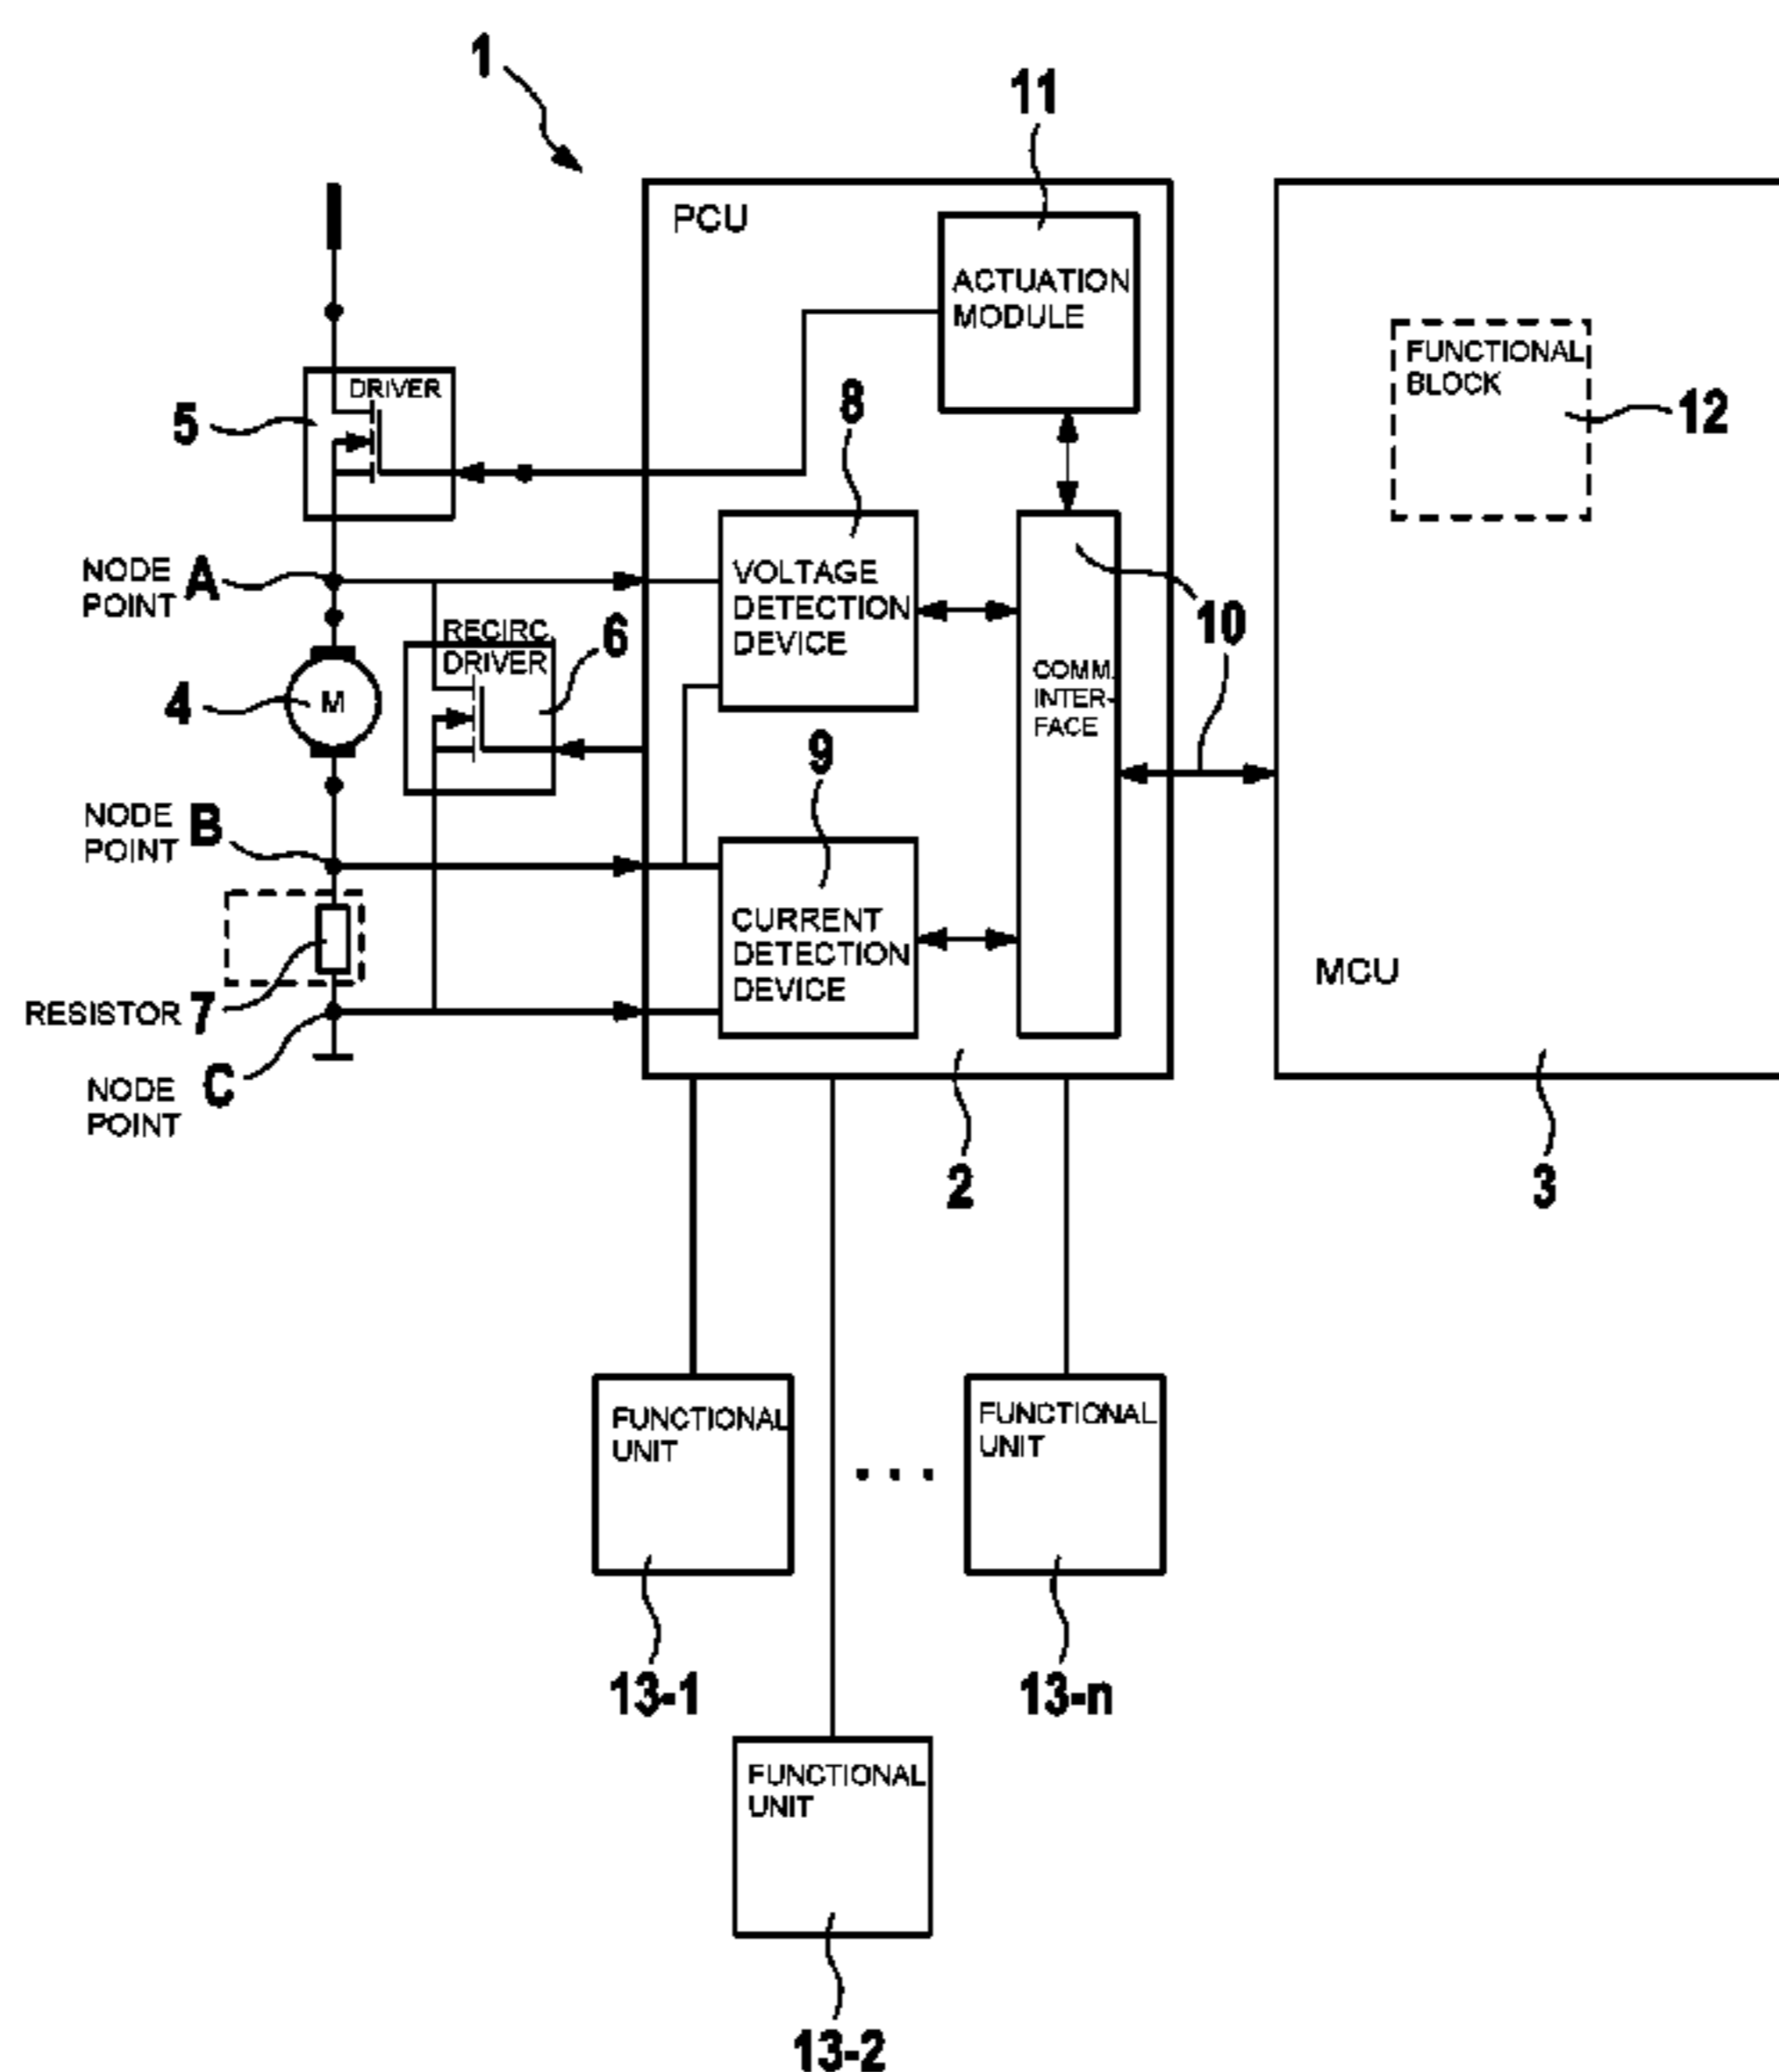 1
11
PCU
ACTUATION
MODULE
FUNCTIONAL
BLOCK
12
DRIVER
5
8
NODE
POINT
A
VOLTAGE
DETECTION
DEVICE
RECIRC.
DRIVER
6
10
COMM.
INTER-
FACE
4
M
9
NODE
POINT
B
CURRENT
DETECTION
DEVICE
MCU
RESISTOR 7
NODE
POINT
C
2
3
FUNCTIONAL
UNIT
...
FUNCTIONAL
UNIT
13-1
13-n
FUNCTIONAL
UNIT
13-2